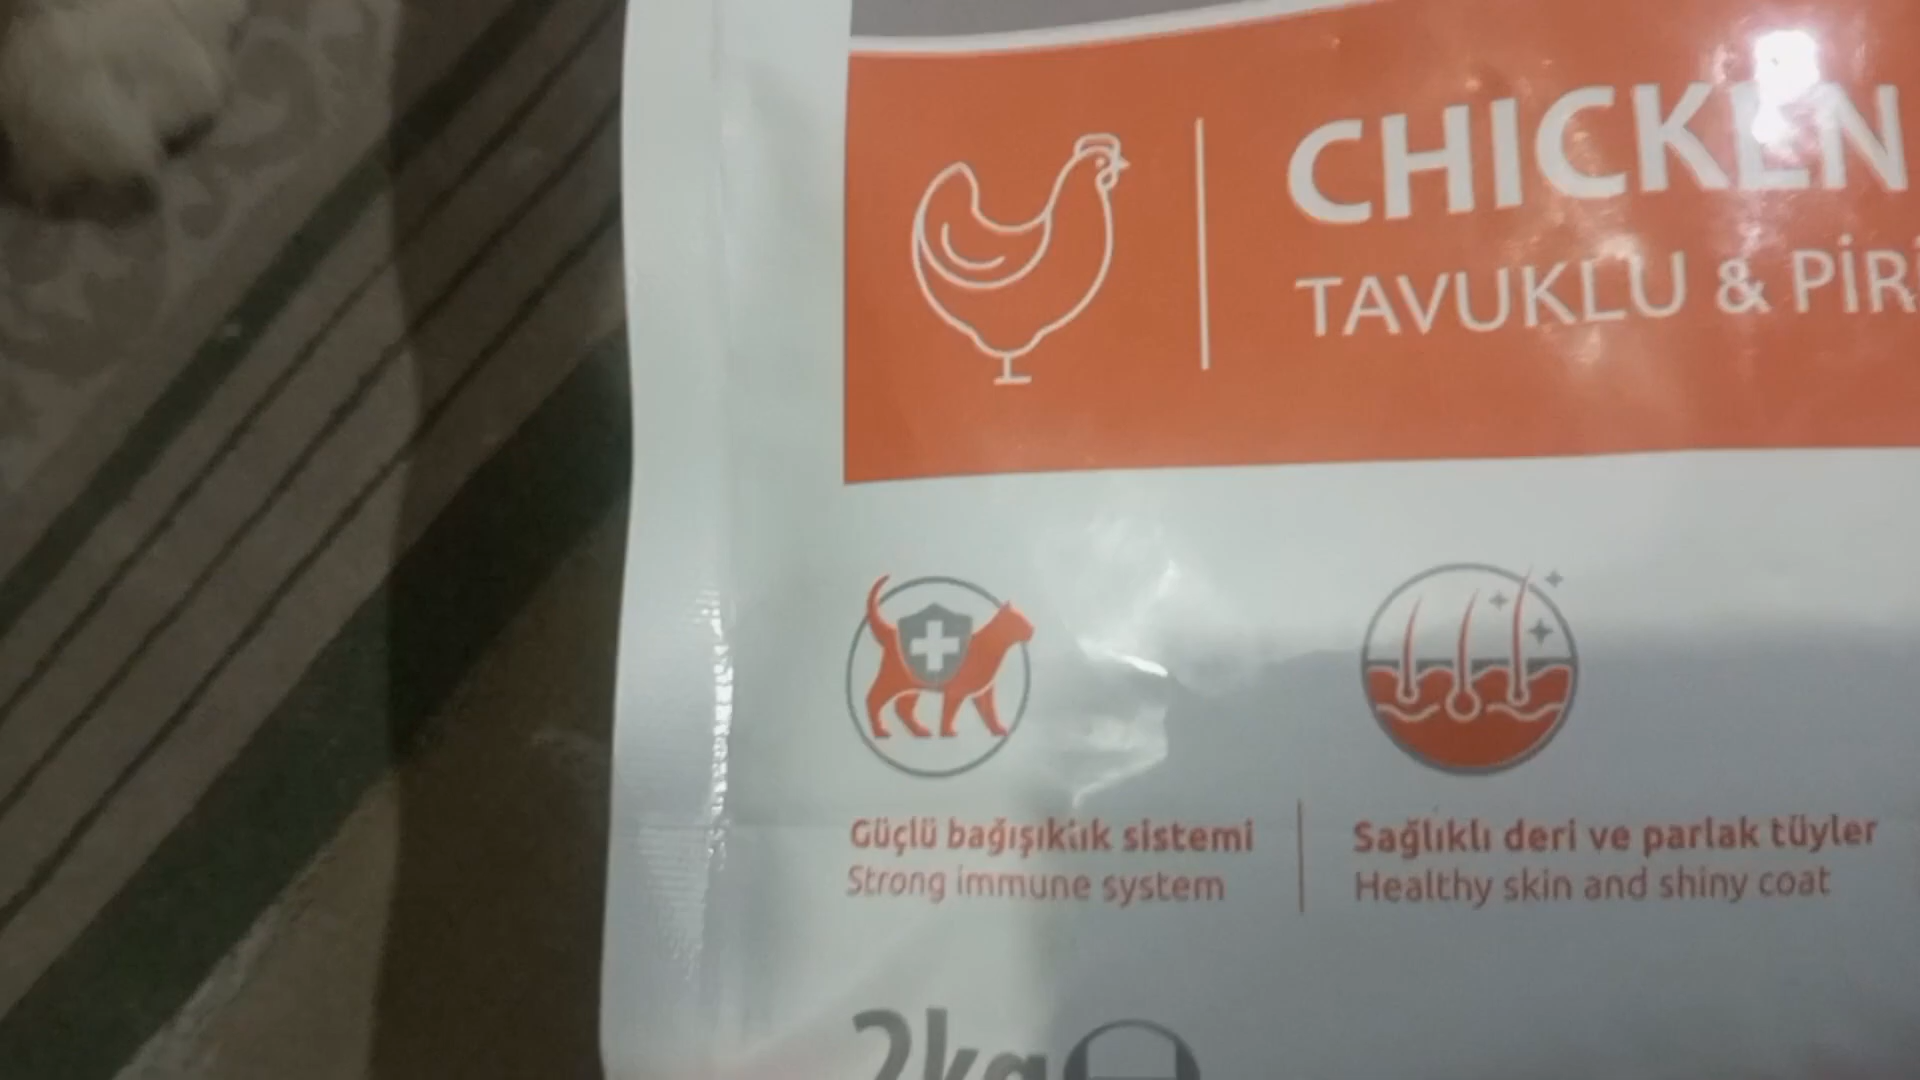 CHICKEN
TAVUKLU & PİRİ
Güçlü bağışıklık sistemi
Strong immune system
Sağlıklı deri ve parlak tüyler
Healthy skin and shiny coat
2kg